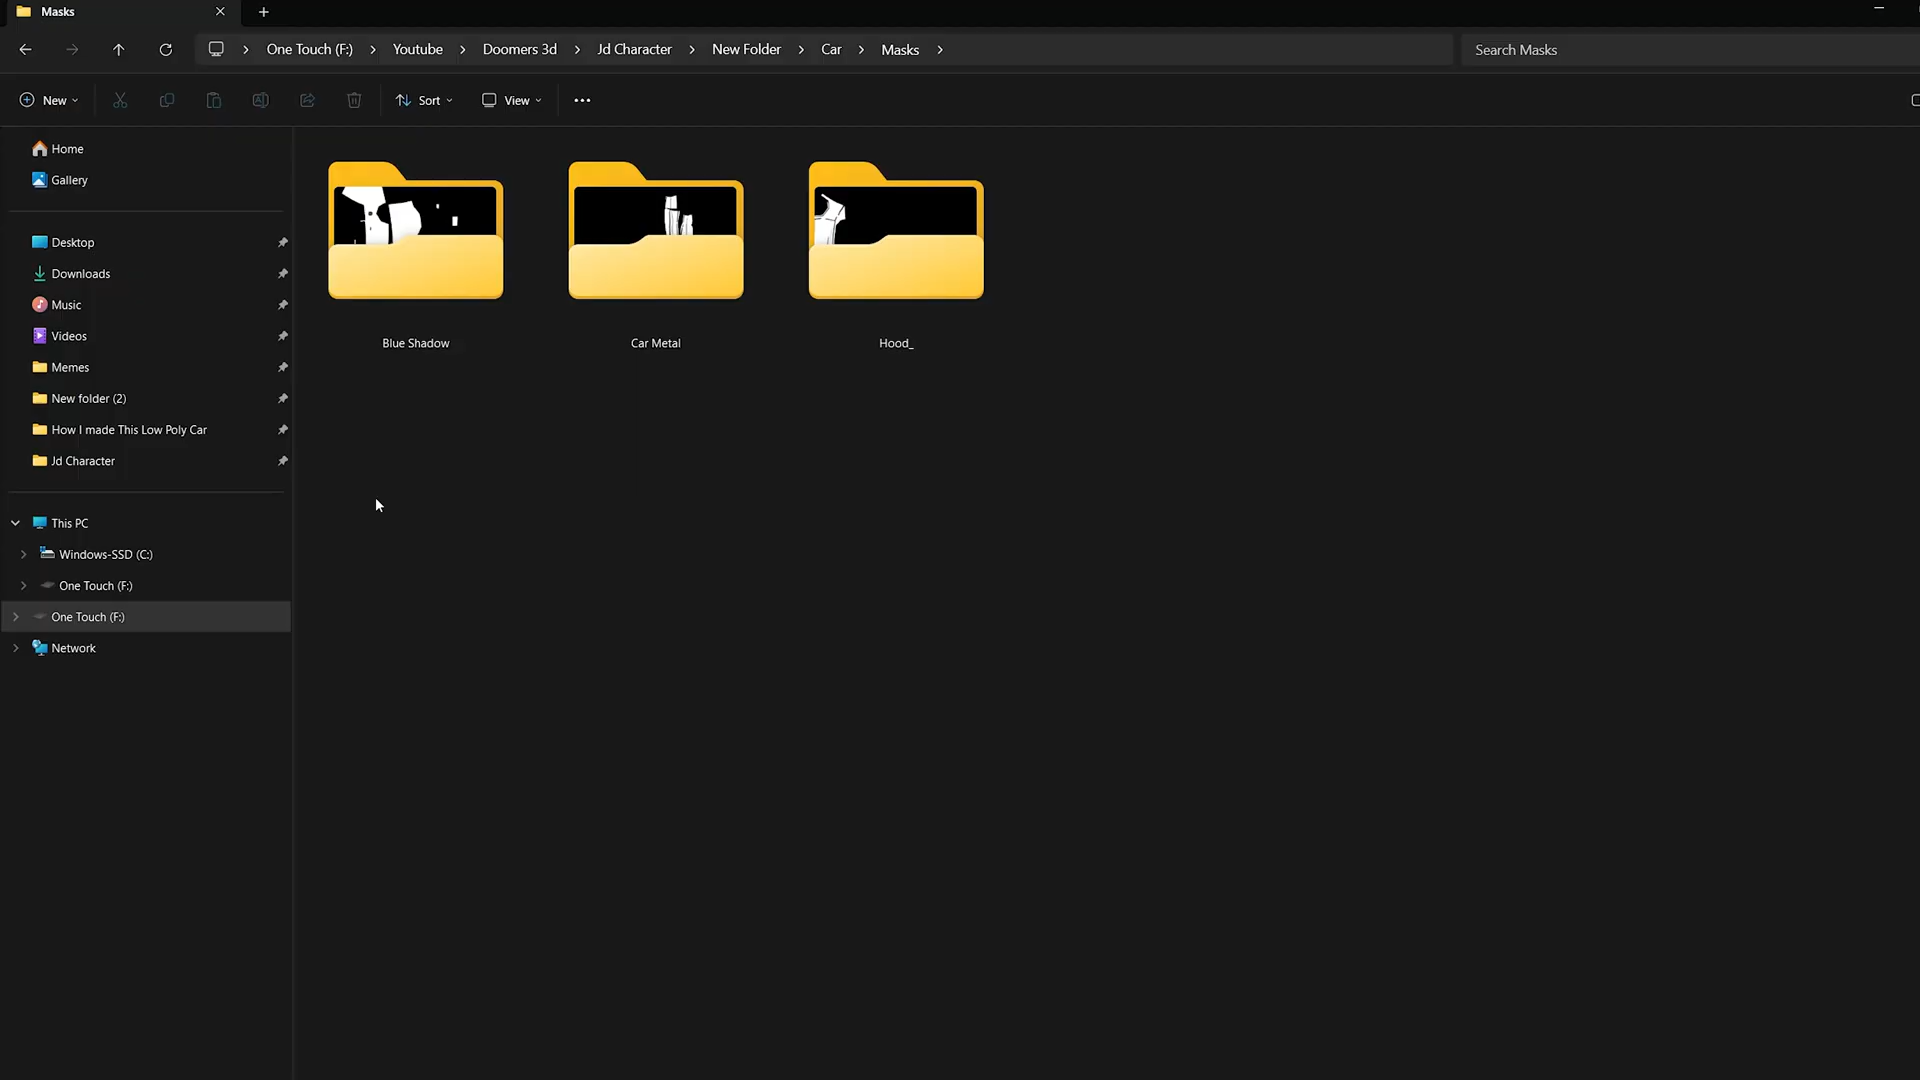 Masks
One Touch (F:) Youtube Doomers 3d Jd Character New Folder Car Masks
Search Masks
New Sort View
Home
Gallery
Desktop
Downloads
Music
Videos
Memes
New folder (2)
How I made This Low Poly Car
Jd Character
This PC
Windows-SSD (C:)
One Touch (F:)
One Touch (F:)
Network
Blue Shadow
Car Metal
Hood_